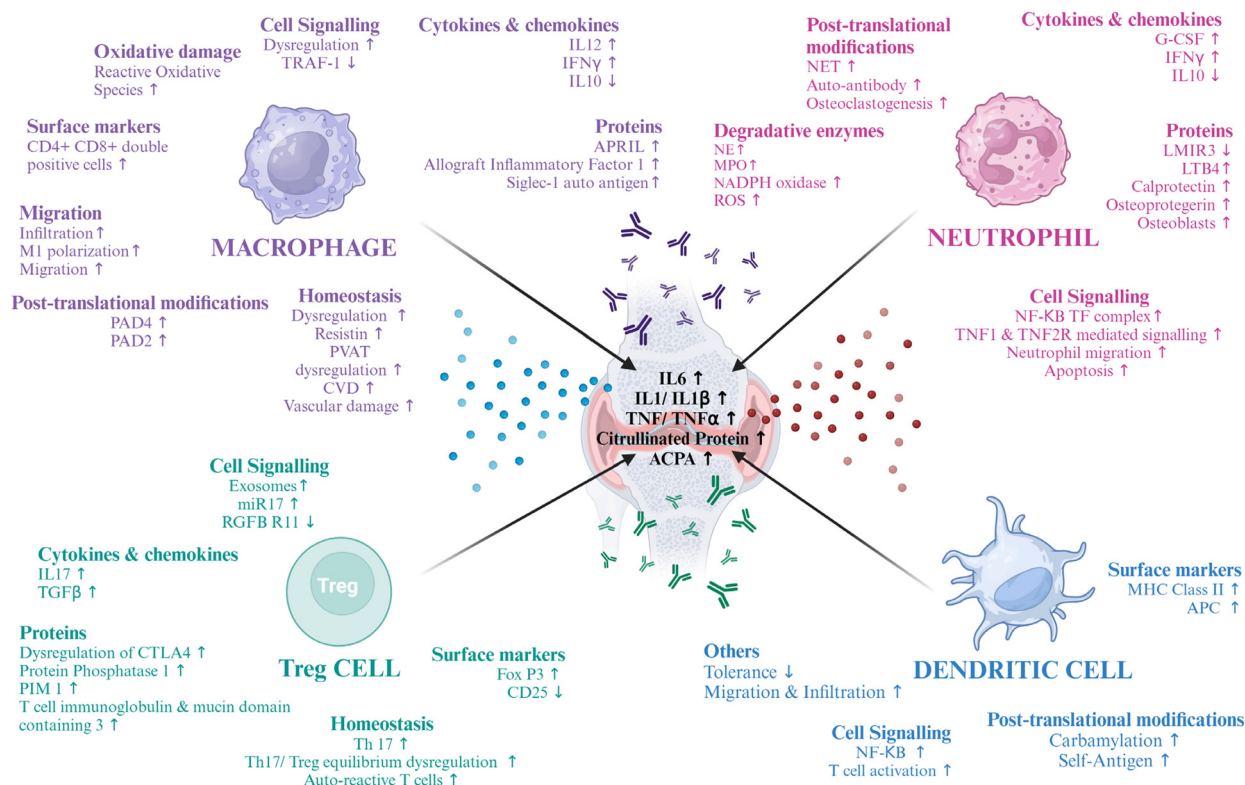 Cell Signalling
Dysregulation ↑
TRAF-1 ↓
Oxidative damage
Reactive Oxidative
Species ↑
Surface markers
CD4+ CD8+ double
positive cells ↑
Migration
Infiltration↑
M1 polarization↑
Migration ↑
Post-translational modifications
PAD4 ↑
PAD2 ↑
MACROPHAGE
Homeostasis
Dysregulation ↑
Resistin ↑
PVAT
dysregulation ↑
CVD ↑
Vascular damage ↑
Cytokines & chemokines
IL12 ↑
IFNγ ↑
IL10 ↓
Proteins
APRIL ↑
Allograft Inflammatory Factor 1 ↑
Siglec-1 auto antigen↑
Post-translational
modifications
NET ↑
Auto-antibody ↑
Osteoclastogenesis ↑
Degradative enzymes
NE↑
MPO↑
NADPH oxidase ↑
ROS ↑
Cytokines & chemokines
G-CSF ↑
IFNγ ↑
IL10 ↓
Proteins
LMIR3 ↓
LTB4↑
Calprotectin↑
Osteoprotegerin ↑
Osteoblasts ↑
NEUTROPHIL
Cell Signalling
NF-KB TF complex↑
TNF1 & TNF2R mediated signalling ↑
Neutrophil migration ↑
Apoptosis ↑
IL6 ↑
IL1/ IL1β ↑
TNF/ TNFα ↑
Citrullinated Protein ↑
ACPA ↑
Cell Signalling
Exosomes↑
miR17 ↑
RGFB R11 ↓
Cytokines & chemokines
IL17 ↑
TGFβ ↑
Treg
Treg CELL
Proteins
Dysregulation of CTLA4 ↑
Protein Phosphatase 1 ↑
PIM 1 ↑
T cell immunoglobulin & mucin domain
containing 3 ↑
Surface markers
Fox P3 ↑
CD25 ↓
Homeostasis
Th 17 ↑
Th17/ Treg equilibrium dysregulation ↑
Auto-reactive T cells ↑
Surface markers
MHC Class II ↑
APC ↑
DENDRITIC CELL
Others
Tolerance ↓
Migration & Infiltration ↑
Cell Signalling
NF-KB ↑
T cell activation ↑
Post-translational modifications
Carbamylation ↑
Self-Antigen ↑